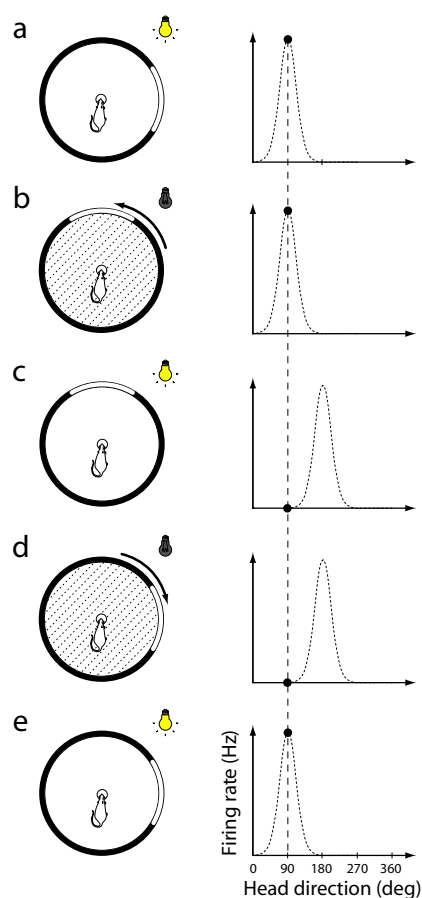 a
b
c
d
e
Firing rate (Hz)
0 90 180 270 360
Head direction (deg)